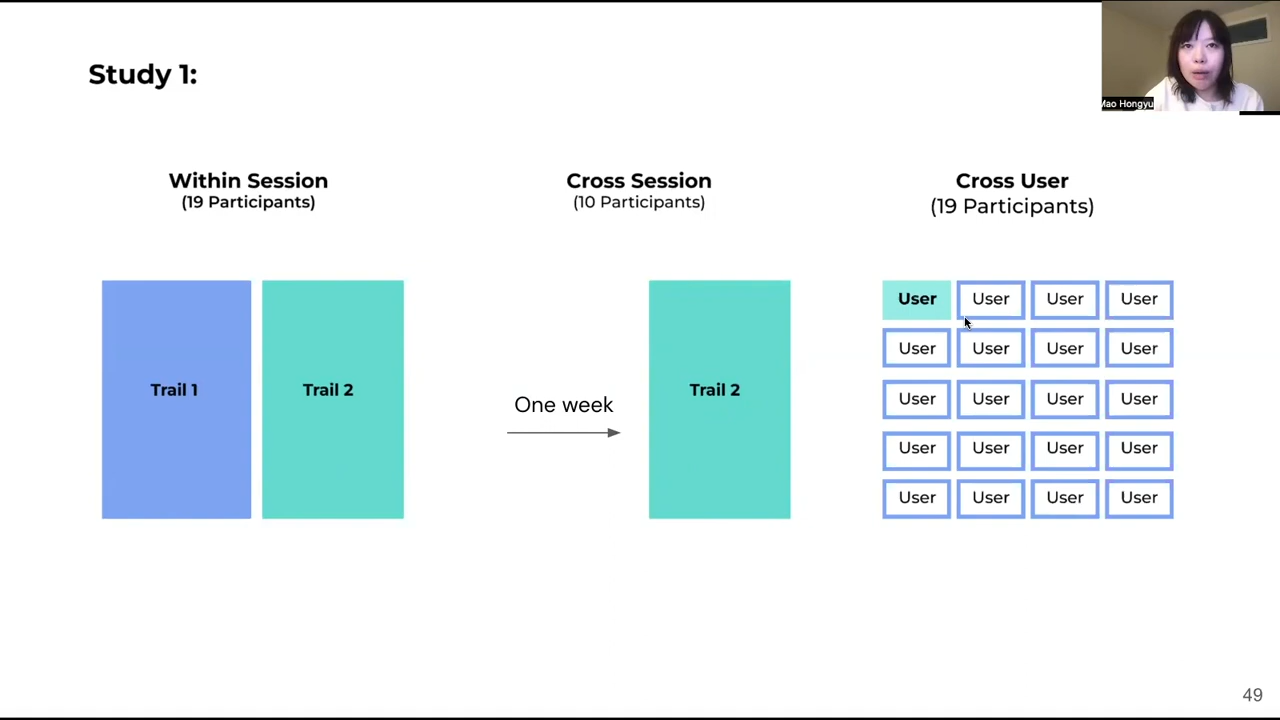 Study 1:
Mao Hongyu
Within Session
(19 Participants)
Cross Session
(10 Participants)
Cross User
(19 Participants)
Trail 1
Trail 2
One week
Trail 2
User User User User
User User User User
User User User User
User User User User
User User User User
49